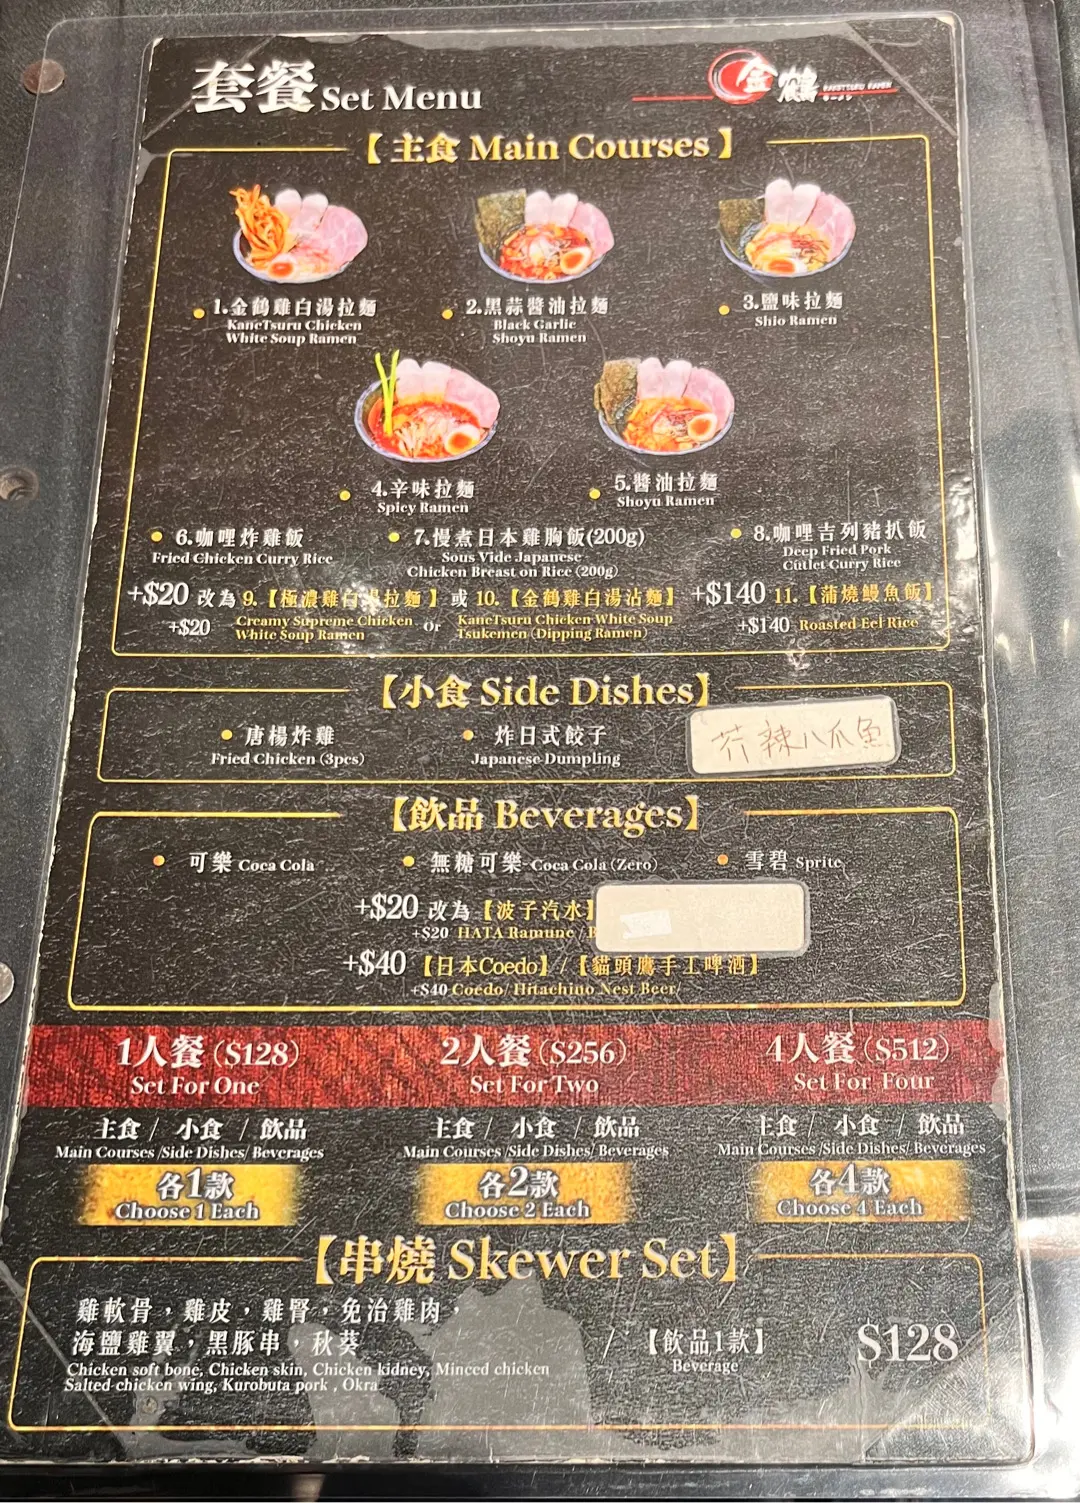 套餐 Set Menu
金鶴 KANETSURU RAMEN
ラーメン
【主食 Main Courses】
1.金鶴雞白湯拉麵
KaneTsuru Chicken
White Soup Ramen
2.黑蒜醬油拉麵
Black Garlic
Shoyu Ramen
3.鹽味拉麵
Shio Ramen
4.辛味拉麵
Spicy Ramen
5.醬油拉麵
Shoyu Ramen
6.咖哩炸雞飯
Fried Chicken Curry Rice
7.慢煮日本雞胸飯(200g)
Sous Vide Japanese
Chicken Breast on Rice (200g)
8.咖哩吉列豬扒飯
Deep Fried Pork
Cutlet Curry Rice
+$20 改為 9.【極濃雞白湯拉麵】 或 10.【金鶴雞白湯沾麵】 +$140 11.【蒲燒鰻魚飯】
+$20 Creamy Supreme Chicken White Soup Ramen or KaneTsuru Chicken White Soup Tsukemen (Dipping Ramen) +$140 Roasted Eel Rice
【小食 Side Dishes】
唐楊炸雞
Fried Chicken (3pcs)
炸日式餃子
Japanese Dumpling
芥辣八爪魚
【飲品 Beverages】
可樂 Coca Cola
無糖可樂 Coca Cola (Zero)
雪碧 Sprite
+$20 改為【波子汽水】
+$20 HATA Ramune /
+$40【日本Coedo】/【貓頭鷹手工啤酒】
+$40 Coedo/ Hitachino Nest Beer
1人餐 ($128)
Set For One
2人餐 ($256)
Set For Two
4人餐 ($512)
Set For Four
主食 / 小食 / 飲品
Main Courses /Side Dishes/ Beverages
各1款
Choose 1 Each
主食 / 小食 / 飲品
Main Courses /Side Dishes/ Beverages
各2款
Choose 2 Each
主食 / 小食 / 飲品
Main Courses /Side Dishes/ Beverages
各4款
Choose 4 Each
【串燒 Skewer Set】
雞軟骨，雞皮，雞腎，免治雞肉，
海鹽雞翼，黑豚串，秋葵
Chicken soft bone, Chicken skin, Chicken kidney, Minced chicken
Salted chicken wing, Kurobuta pork , Okra
/ 【飲品1款】
Beverage
$128